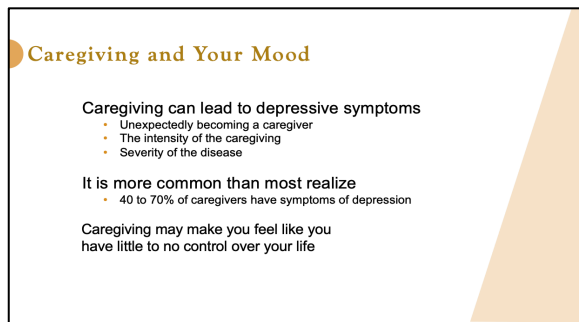 Caregiving and Your Mood
Caregiving can lead to depressive symptoms
▪ Unexpectedly becoming a caregiver
▪ The intensity of the caregiving
▪ Severity of the disease
It is more common than most realize
▪ 40 to 70% of caregivers have symptoms of depression
Caregiving may make you feel like you
have little to no control over your life